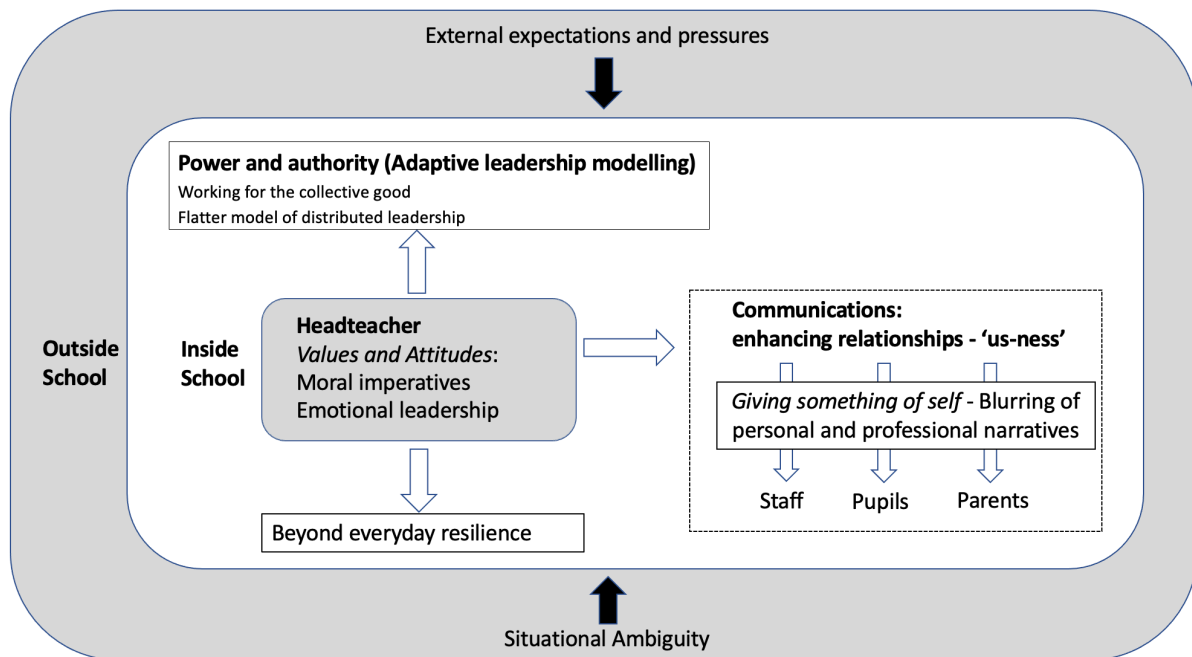 External expectations and pressures
Power and authority (Adaptive leadership modelling)
Working for the collective good
Flatter model of distributed leadership
Outside
School
Inside
School
Headteacher
Values and Attitudes:
Moral imperatives
Emotional leadership
Communications:
enhancing relationships - ‘us-ness’
Giving something of self - Blurring of
personal and professional narratives
Staff
Pupils
Parents
Beyond everyday resilience
Situational Ambiguity